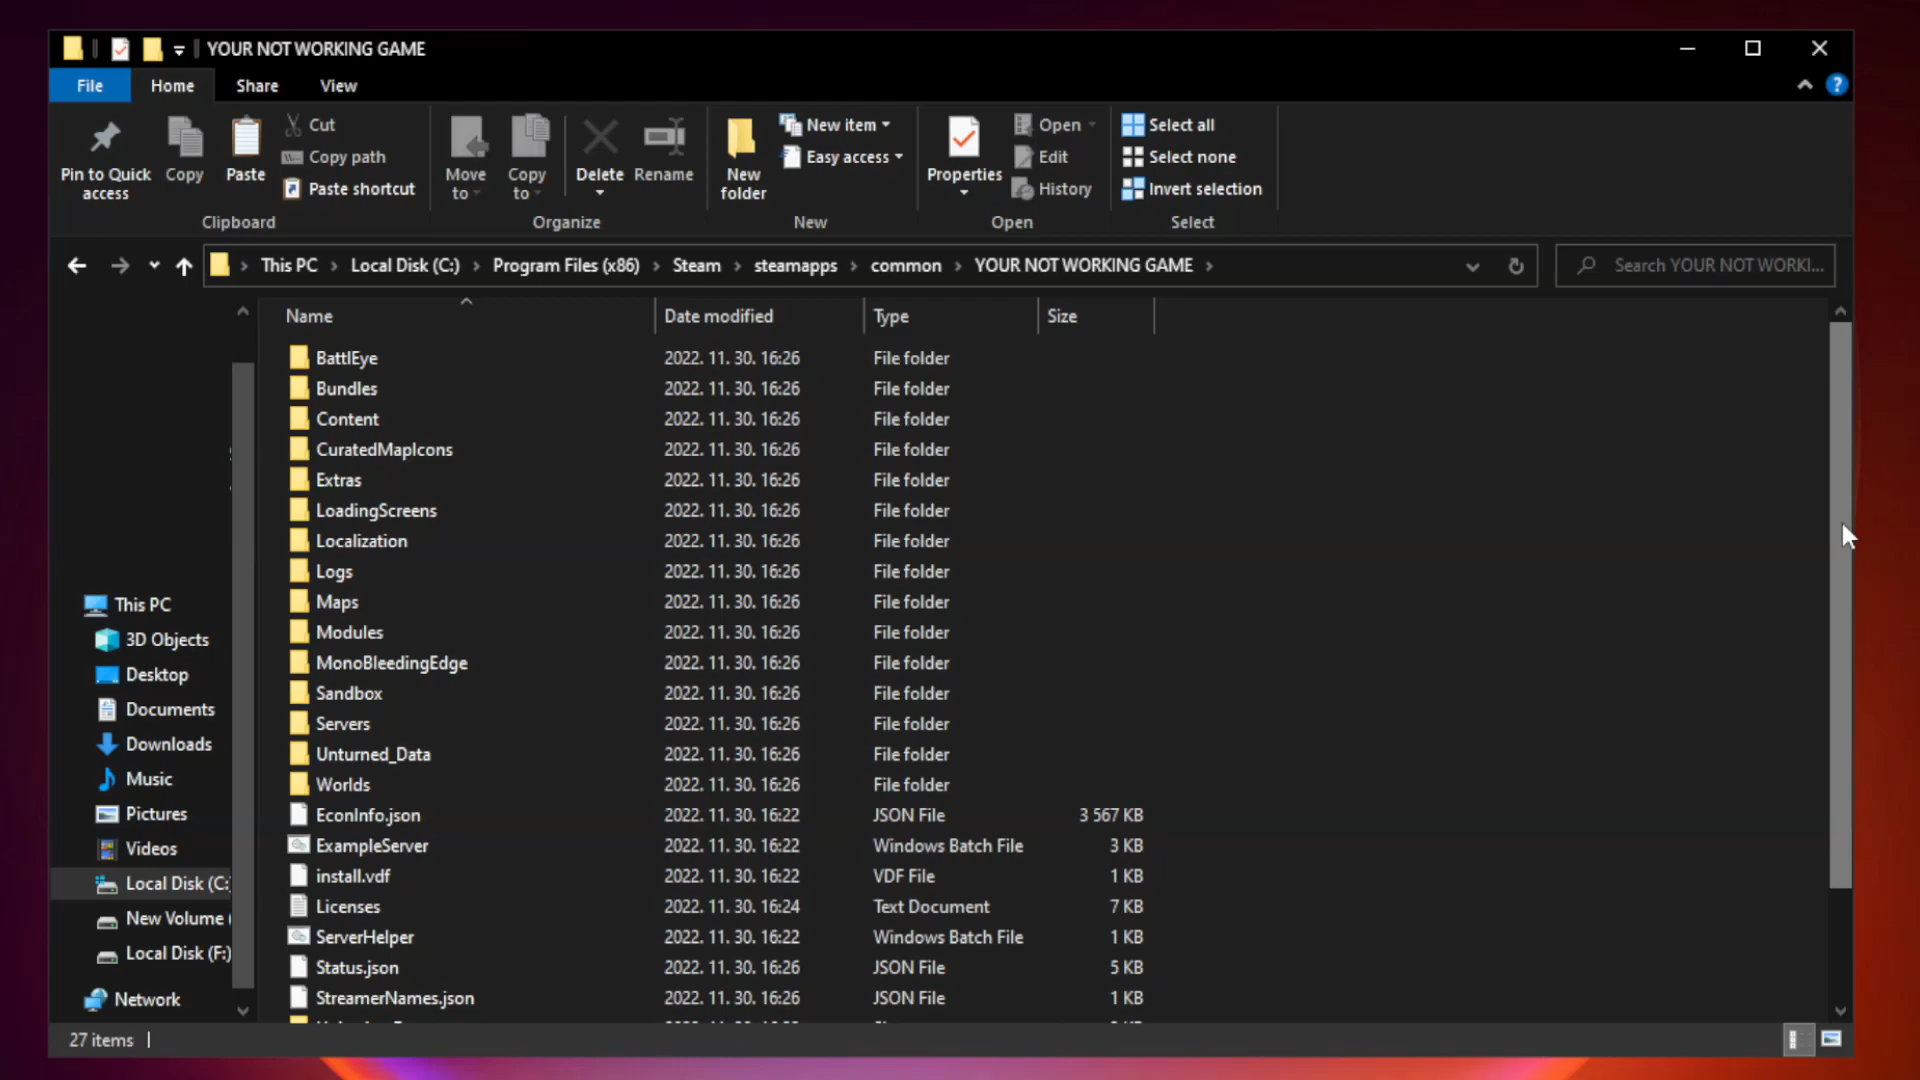 YOUR NOT WORKING GAME
File Home Share View
Pin to Quick access
Copy
Paste
Cut
Copy path
Paste shortcut
Clipboard
Move to
Copy to
Delete
Rename
Organize
New folder
New item
Easy access
New
Properties
Open
Edit
History
Open
Select all
Select none
Invert selection
Select
This PC > Local Disk (C:) > Program Files (x86) > Steam > steamapps > common > YOUR NOT WORKING GAME >
Search YOUR NOT WORKI...
This PC
3D Objects
Desktop
Documents
Downloads
Music
Pictures
Videos
Local Disk (C:
New Volume (
Local Disk (F:)
Network
Name Date modified Type Size
BattlEye 2022. 11. 30. 16:26 File folder
Bundles 2022. 11. 30. 16:26 File folder
Content 2022. 11. 30. 16:26 File folder
CuratedMapIcons 2022. 11. 30. 16:26 File folder
Extras 2022. 11. 30. 16:26 File folder
LoadingScreens 2022. 11. 30. 16:26 File folder
Localization 2022. 11. 30. 16:26 File folder
Logs 2022. 11. 30. 16:26 File folder
Maps 2022. 11. 30. 16:26 File folder
Modules 2022. 11. 30. 16:26 File folder
MonoBleedingEdge 2022. 11. 30. 16:26 File folder
Sandbox 2022. 11. 30. 16:26 File folder
Servers 2022. 11. 30. 16:26 File folder
Unturned_Data 2022. 11. 30. 16:26 File folder
Worlds 2022. 11. 30. 16:26 File folder
EconInfo.json 2022. 11. 30. 16:22 JSON File 3 567 KB
ExampleServer 2022. 11. 30. 16:22 Windows Batch File 3 KB
install.vdf 2022. 11. 30. 16:22 VDF File 1 KB
Licenses 2022. 11. 30. 16:24 Text Document 7 KB
ServerHelper 2022. 11. 30. 16:22 Windows Batch File 1 KB
Status.json 2022. 11. 30. 16:26 JSON File 5 KB
StreamerNames.json 2022. 11. 30. 16:26 JSON File 1 KB
27 items